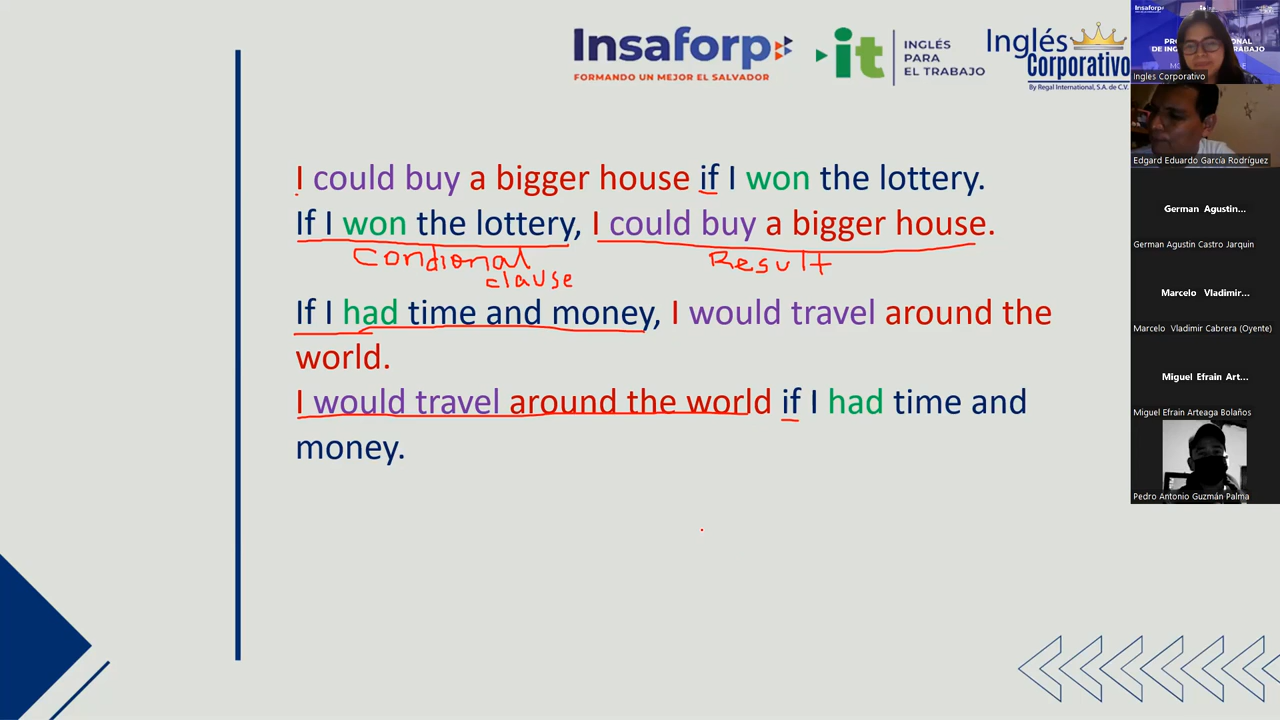 Insaforp
FORMANDO UN MEJOR EL SALVADOR
it
INGLÉS
PARA
EL TRABAJO
Inglés
Corporativo
By Regal International, S.A. de C.V.
I could buy a bigger house if I won the lottery.
If I won the lottery, I could buy a bigger house.
Condional
clause
Result
If I had time and money, I would travel around the
world.
I would travel around the world if I had time and
money.
Insaforp
Ingles Corporativo
Edgard Eduardo García Rodríguez
German Agustin...
German Agustin Castro Jarquin
Marcelo Vladimir...
Marcelo Vladimir Cabrera (Oyente)
Miguel Efrain Art...
Miguel Efrain Arteaga Bolaños
Pedro Antonio Guzmán Palma